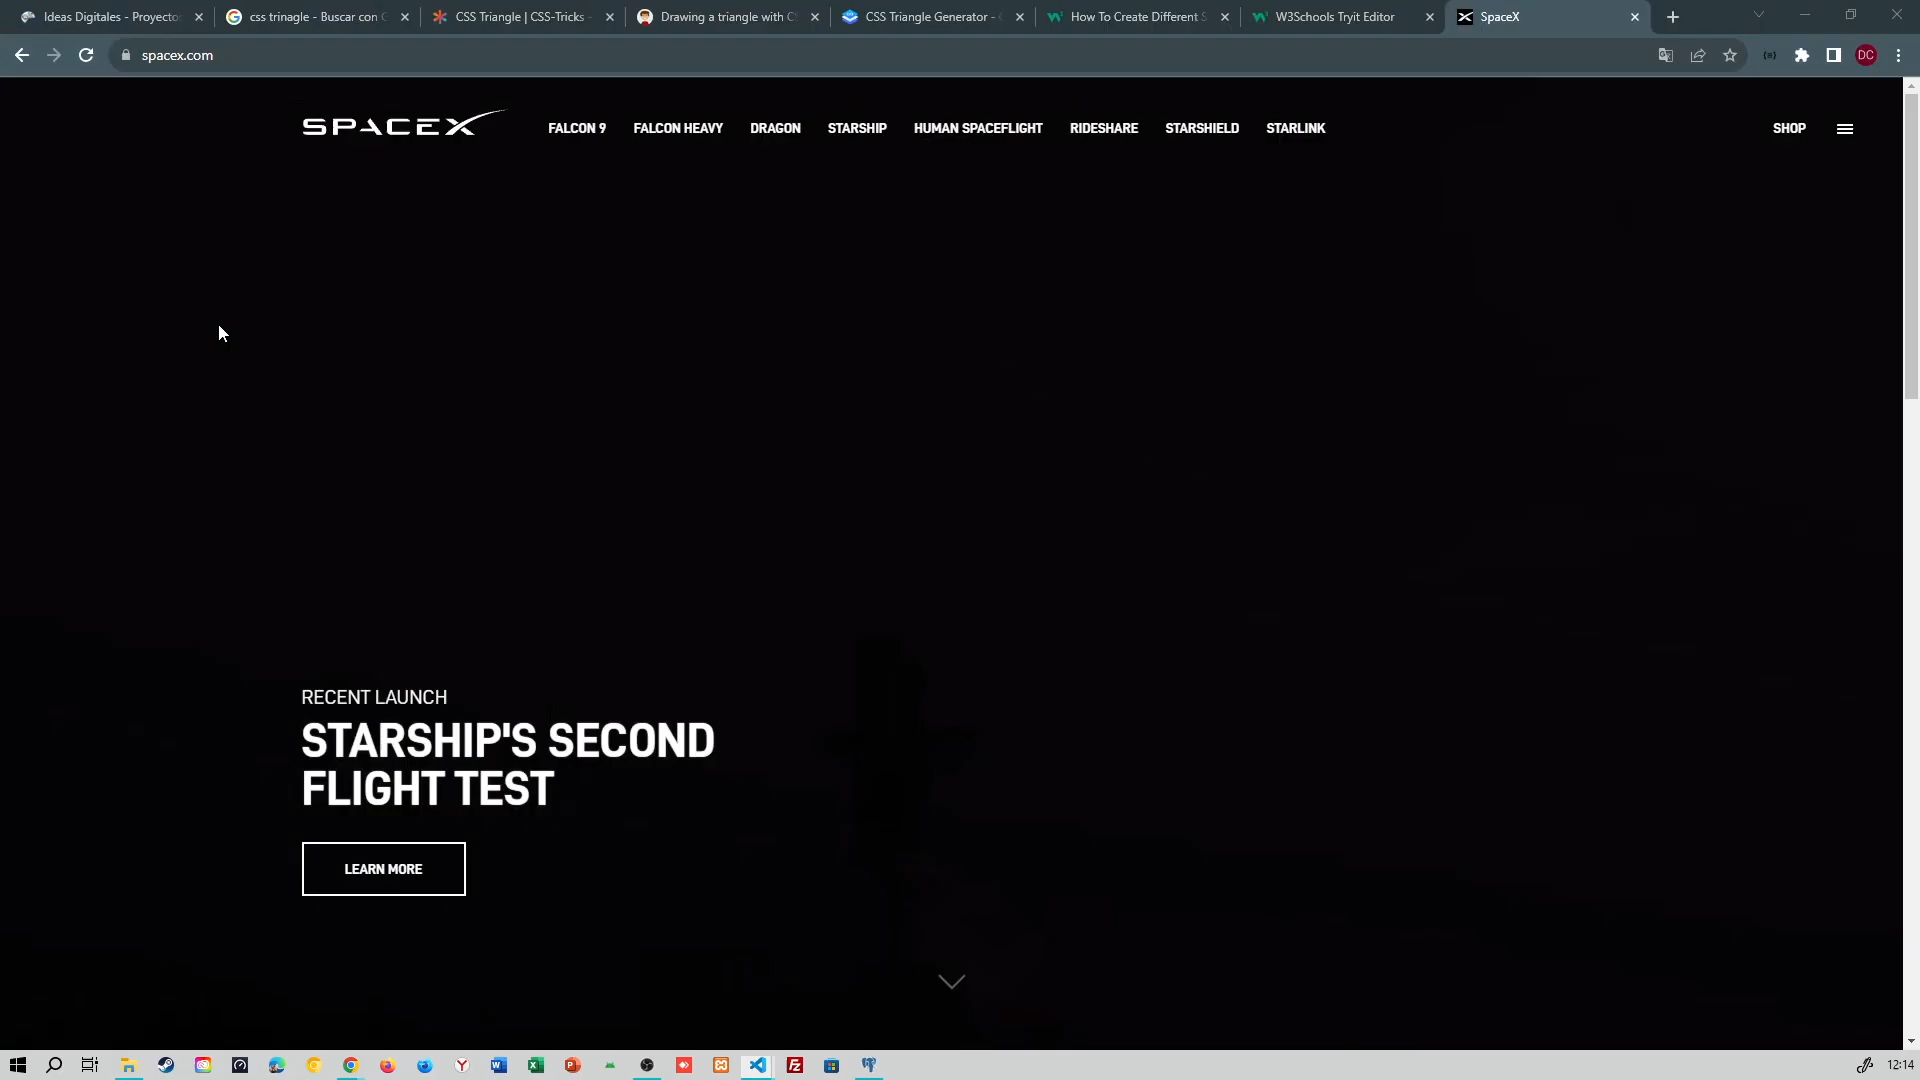 Ideas Digitales - Proyecto
css trinagle - Buscar con G
CSS Triangle | CSS-Tricks -
Drawing a triangle with C
CSS Triangle Generator -
How To Create Different S
W3Schools Tryit Editor
SpaceX
spacex.com
DC
SPACEX
FALCON 9
FALCON HEAVY
DRAGON
STARSHIP
HUMAN SPACEFLIGHT
RIDESHARE
STARSHIELD
STARLINK
SHOP
RECENT LAUNCH
STARSHIP'S SECOND
FLIGHT TEST
LEARN MORE
12:14